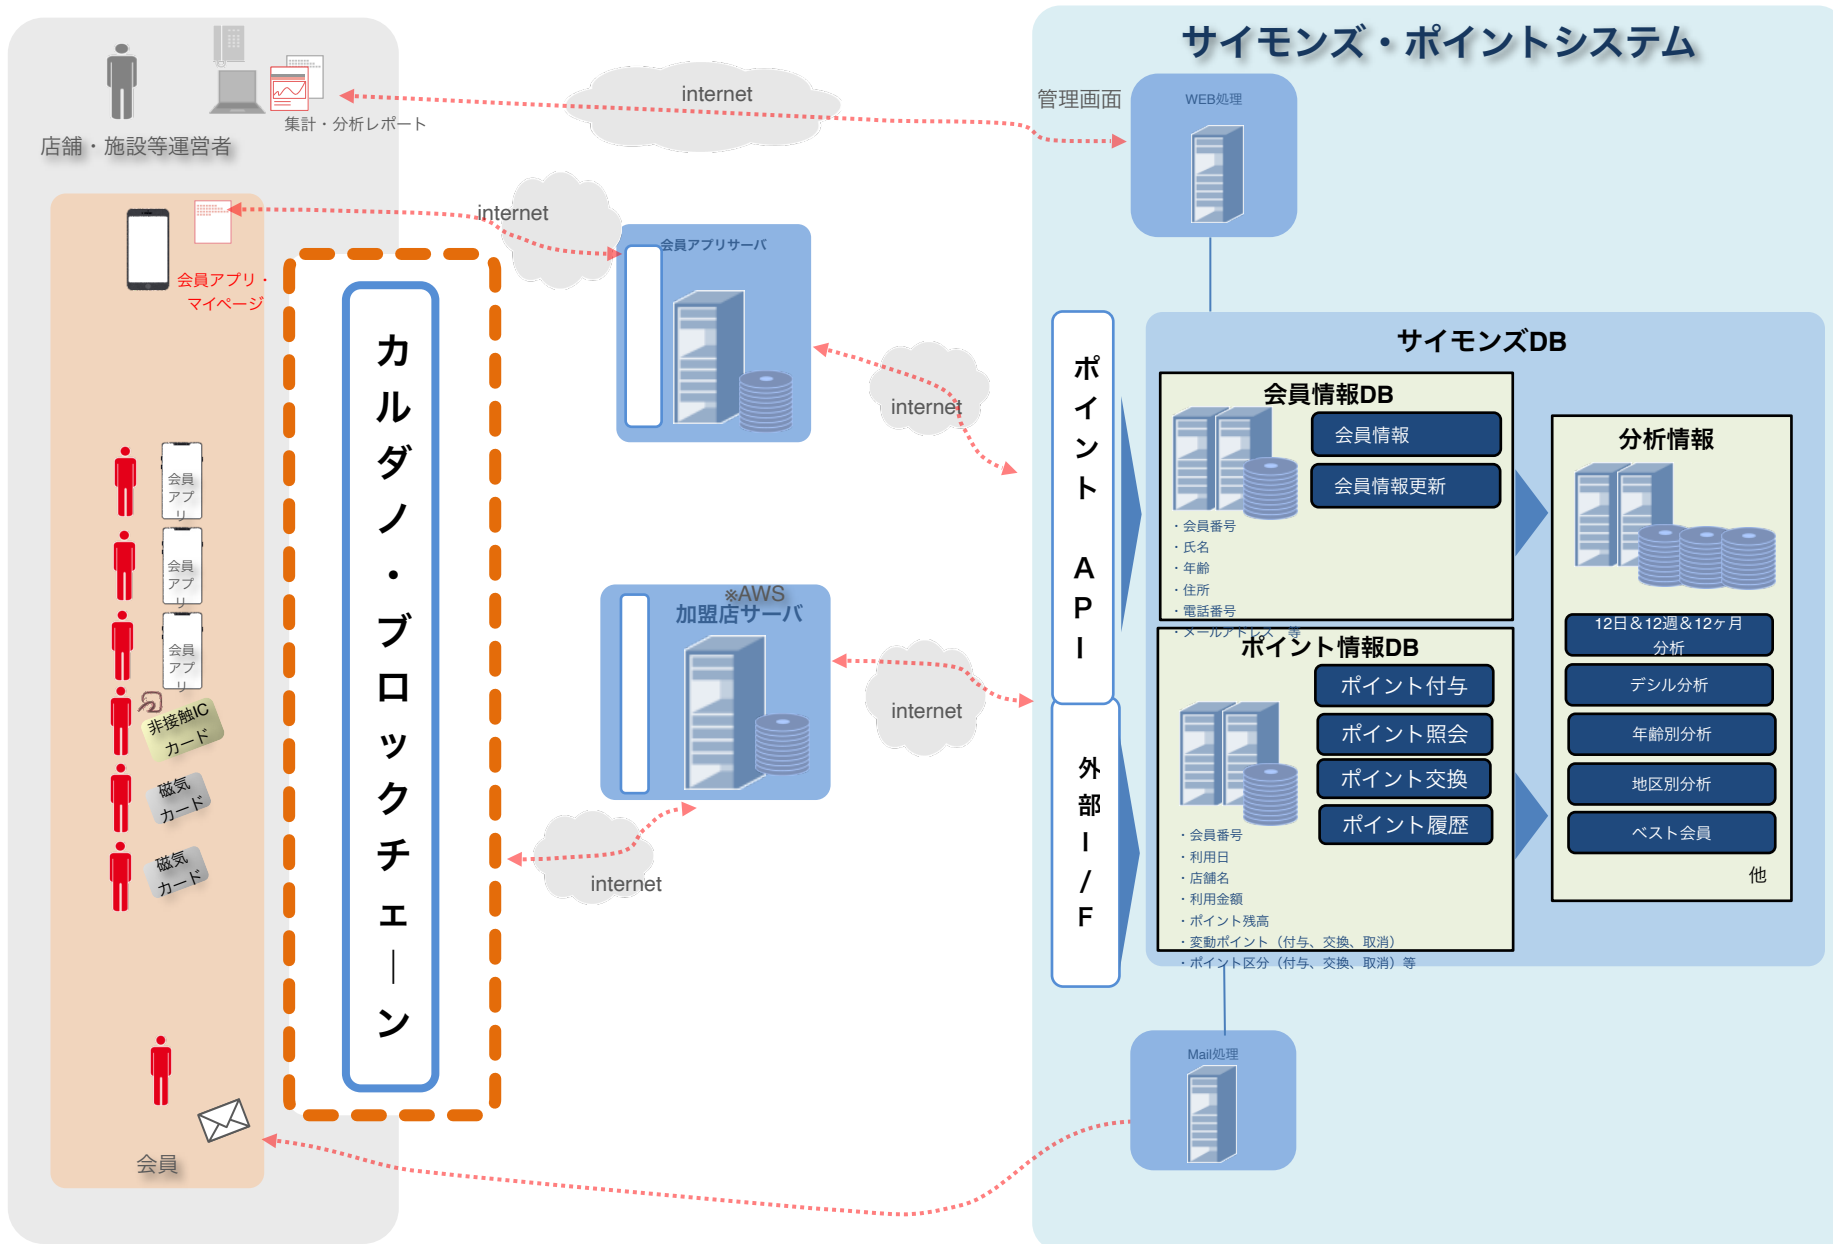 サイモンズ・ポイントシステム
店舗・施設等運営者
集計・分析レポート
internet
管理画面
WEB処理
会員アプリ・
マイページ
internet
会員アプリサーバ
internet
カルダノ・ブロックチェーン
会員
アプ
リ
会員
アプ
リ
会員
アプ
リ
非接触IC
カード
磁気
カード
磁気
カード
会員
※AWS
加盟店サーバ
internet
internet
ポイント API
外部I/F
サイモンズDB
会員情報DB
会員情報
会員情報更新
・会員番号
・氏名
・年齢
・住所
・電話番号
・メールアドレス 等
ポイント情報DB
ポイント付与
ポイント照会
ポイント交換
ポイント履歴
・会員番号
・利用日
・店舗名
・利用金額
・ポイント残高
・変動ポイント（付与、交換、取消）
・ポイント区分（付与、交換、取消）等
分析情報
12日＆12週＆12ヶ月
分析
デシル分析
年齢別分析
地区別分析
ベスト会員
他
Mail処理